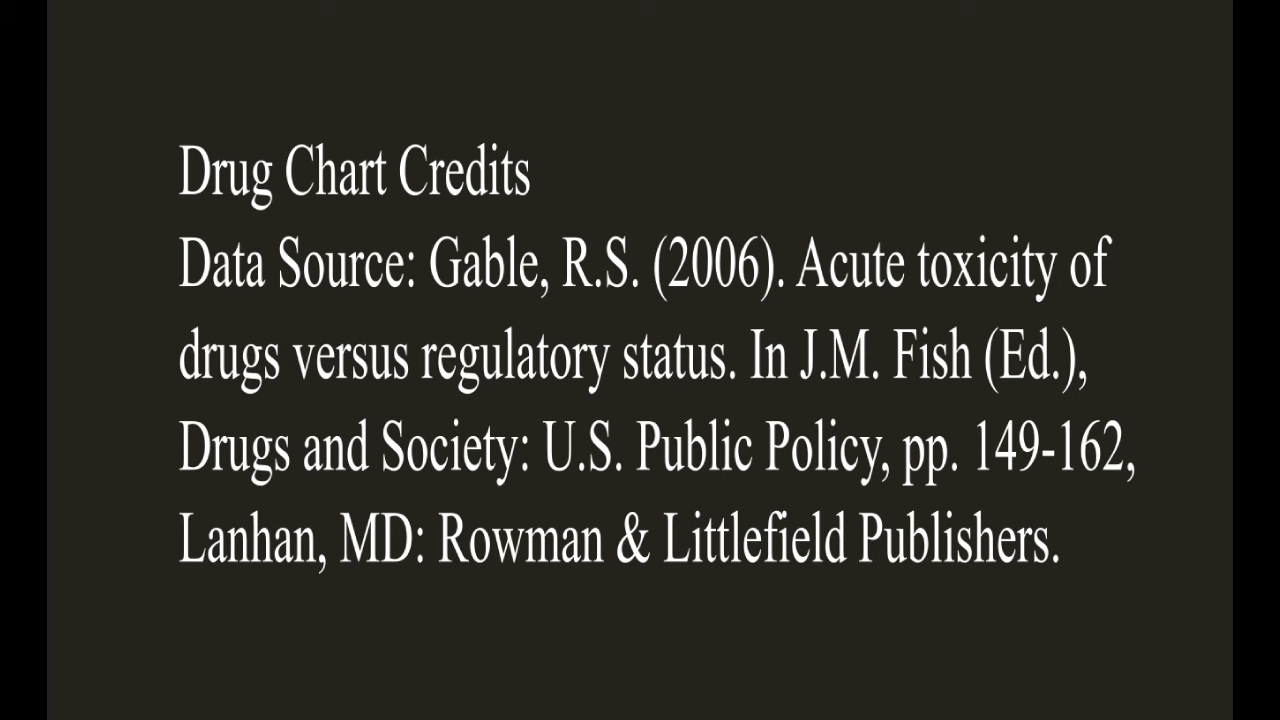 Drug Chart Credits
Data Source: Gable, R.S. (2006). Acute toxicity of
drugs versus regulatory status. In J.M. Fish (Ed.),
Drugs and Society: U.S. Public Policy, pp. 149-162,
Lanhan, MD: Rowman & Littlefield Publishers.